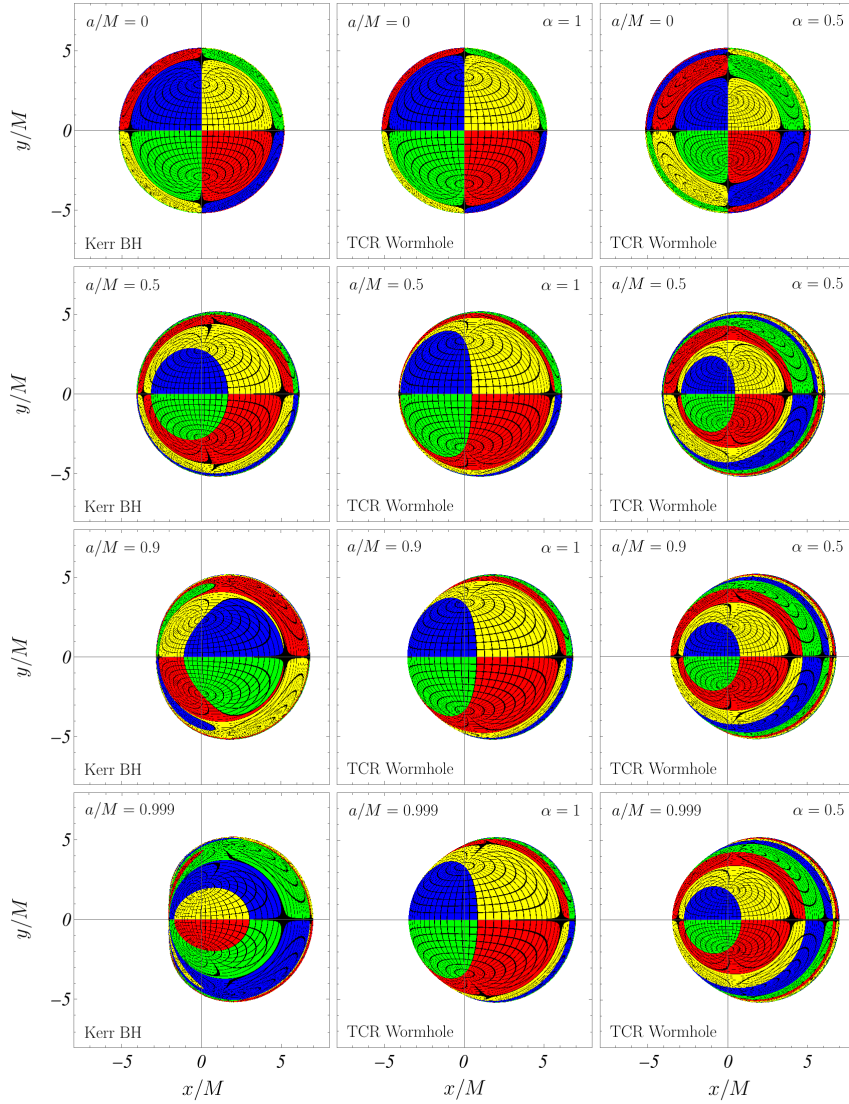 a/M = 0
a/M = 0 α = 1
a/M = 0 α = 0.5
y/M
5
0
−5
Kerr BH
TCR Wormhole
TCR Wormhole
a/M = 0.5
a/M = 0.5 α = 1
a/M = 0.5 α = 0.5
y/M
5
0
−5
Kerr BH
TCR Wormhole
TCR Wormhole
a/M = 0.9
a/M = 0.9 α = 1
a/M = 0.9 α = 0.5
y/M
5
0
−5
Kerr BH
TCR Wormhole
TCR Wormhole
a/M = 0.999
a/M = 0.999 α = 1
a/M = 0.999 α = 0.5
y/M
5
0
−5
Kerr BH
TCR Wormhole
TCR Wormhole
−5 0 5
−5 0 5
−5 0 5
x/M
x/M
x/M